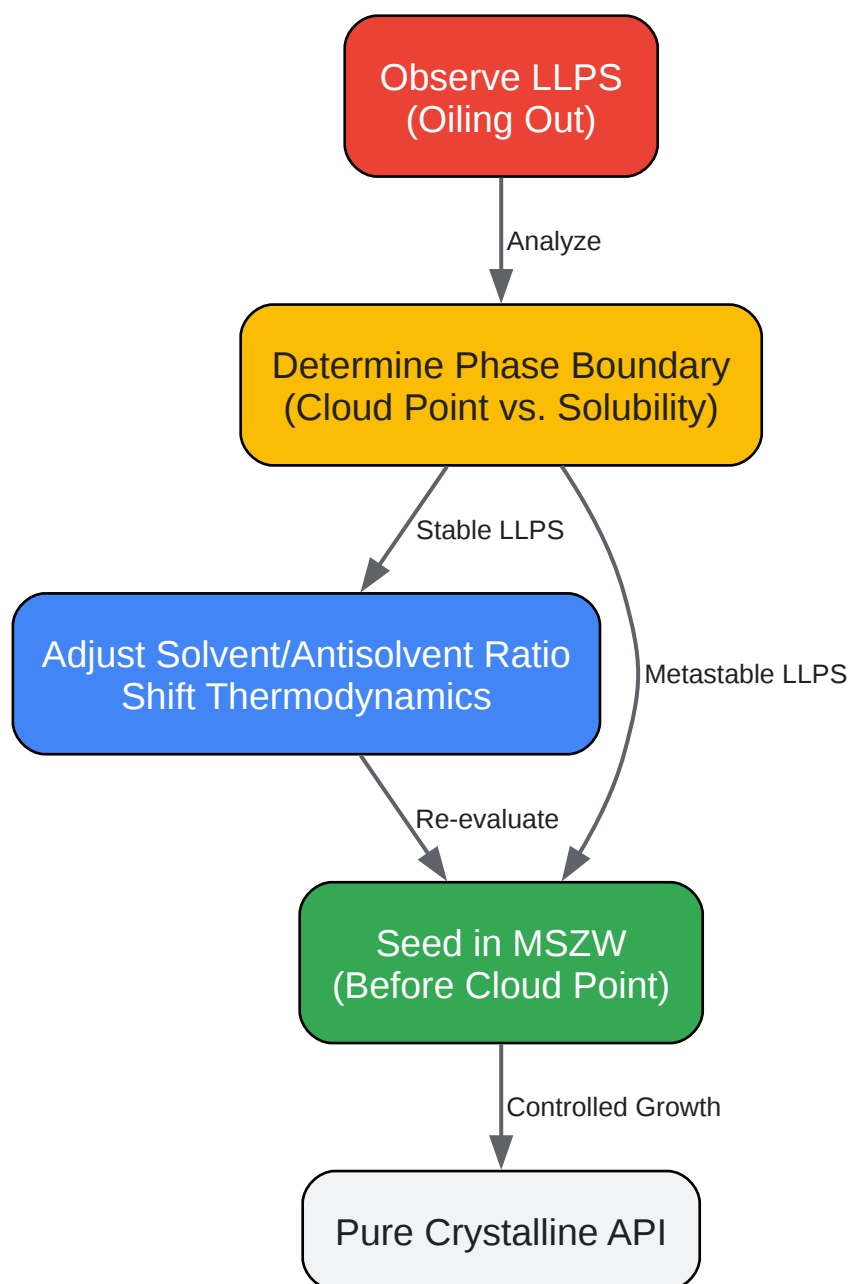 Observe LLPS
(Oiling Out)
Analyze
Determine Phase Boundary
(Cloud Point vs. Solubility)
Stable LLPS
Adjust Solvent/Antisolvent Ratio
Shift Thermodynamics
Metastable LLPS
Re-evaluate
Seed in MSZW
(Before Cloud Point)
Controlled Growth
Pure Crystalline API